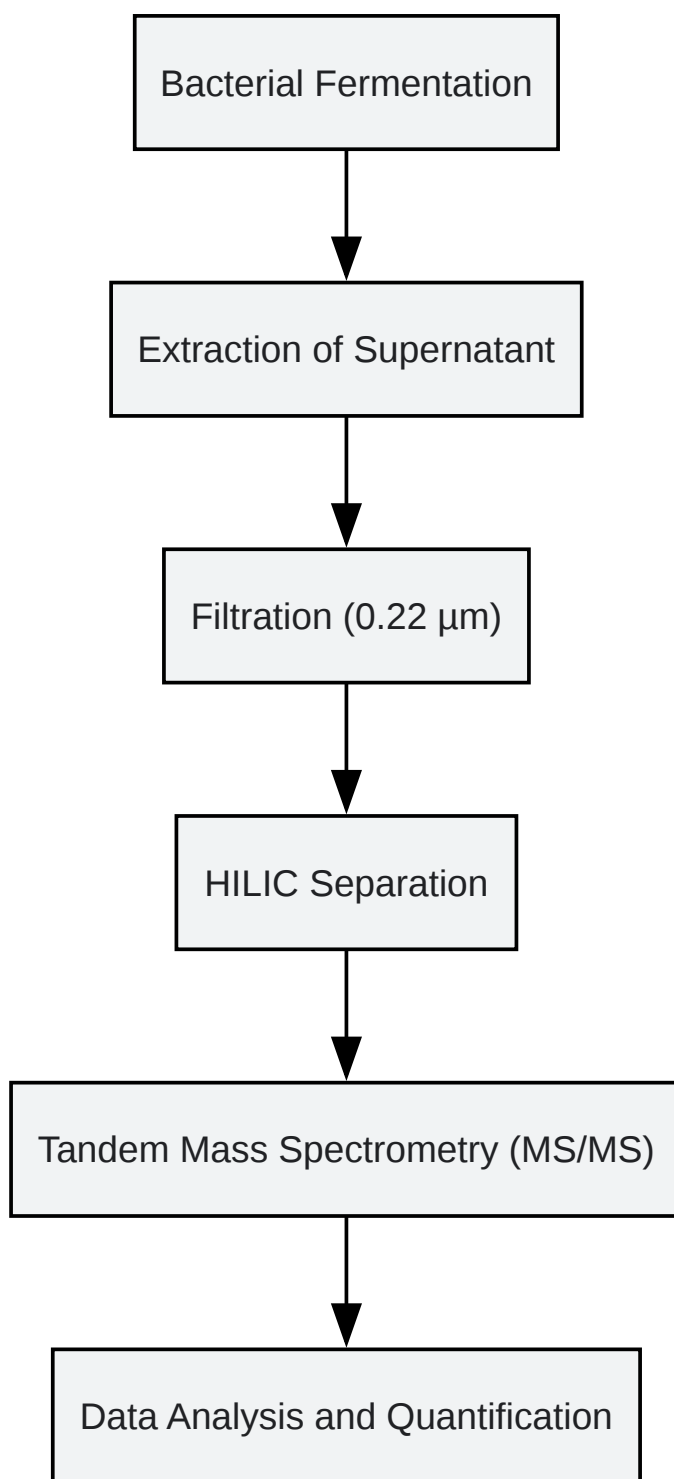 Bacterial Fermentation
Extraction of Supernatant
Filtration (0.22 µm)
HILIC Separation
Tandem Mass Spectrometry (MS/MS)
Data Analysis and Quantification